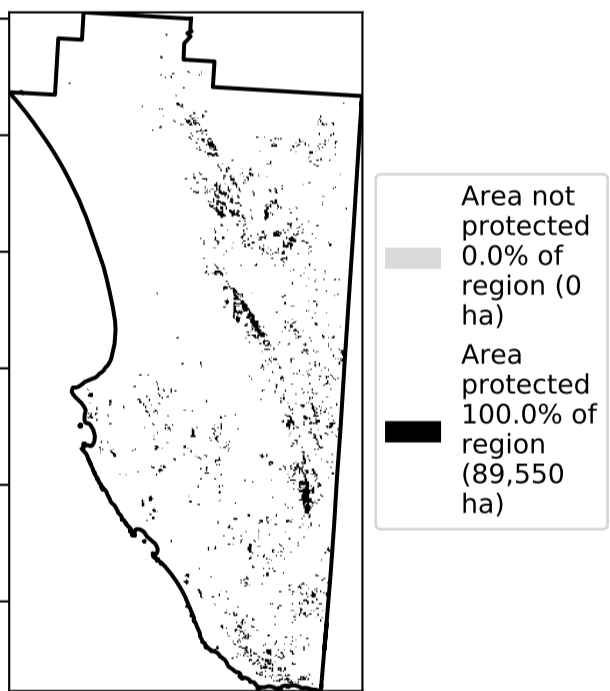 Area not
protected
0.0% of
region (0
ha)
Area
protected
100.0% of
region
(89,550
ha)